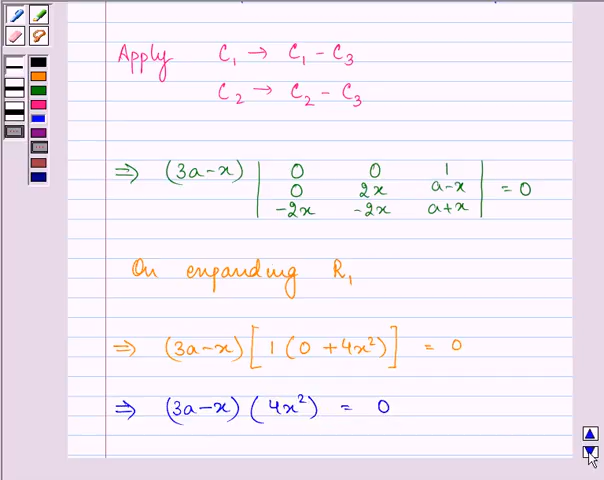 Apply C₁ → C₁ - C₃
C₂ → C₂ - C₃
⇒ (3a-x) | 0 0 1 |
| 0 2x a-x | = 0
| -2x -2x a+x |
On expanding R₁
⇒ (3a-x) [ 1 ( 0 + 4x² ) ] = 0
⇒ (3a-x) ( 4x² ) = 0